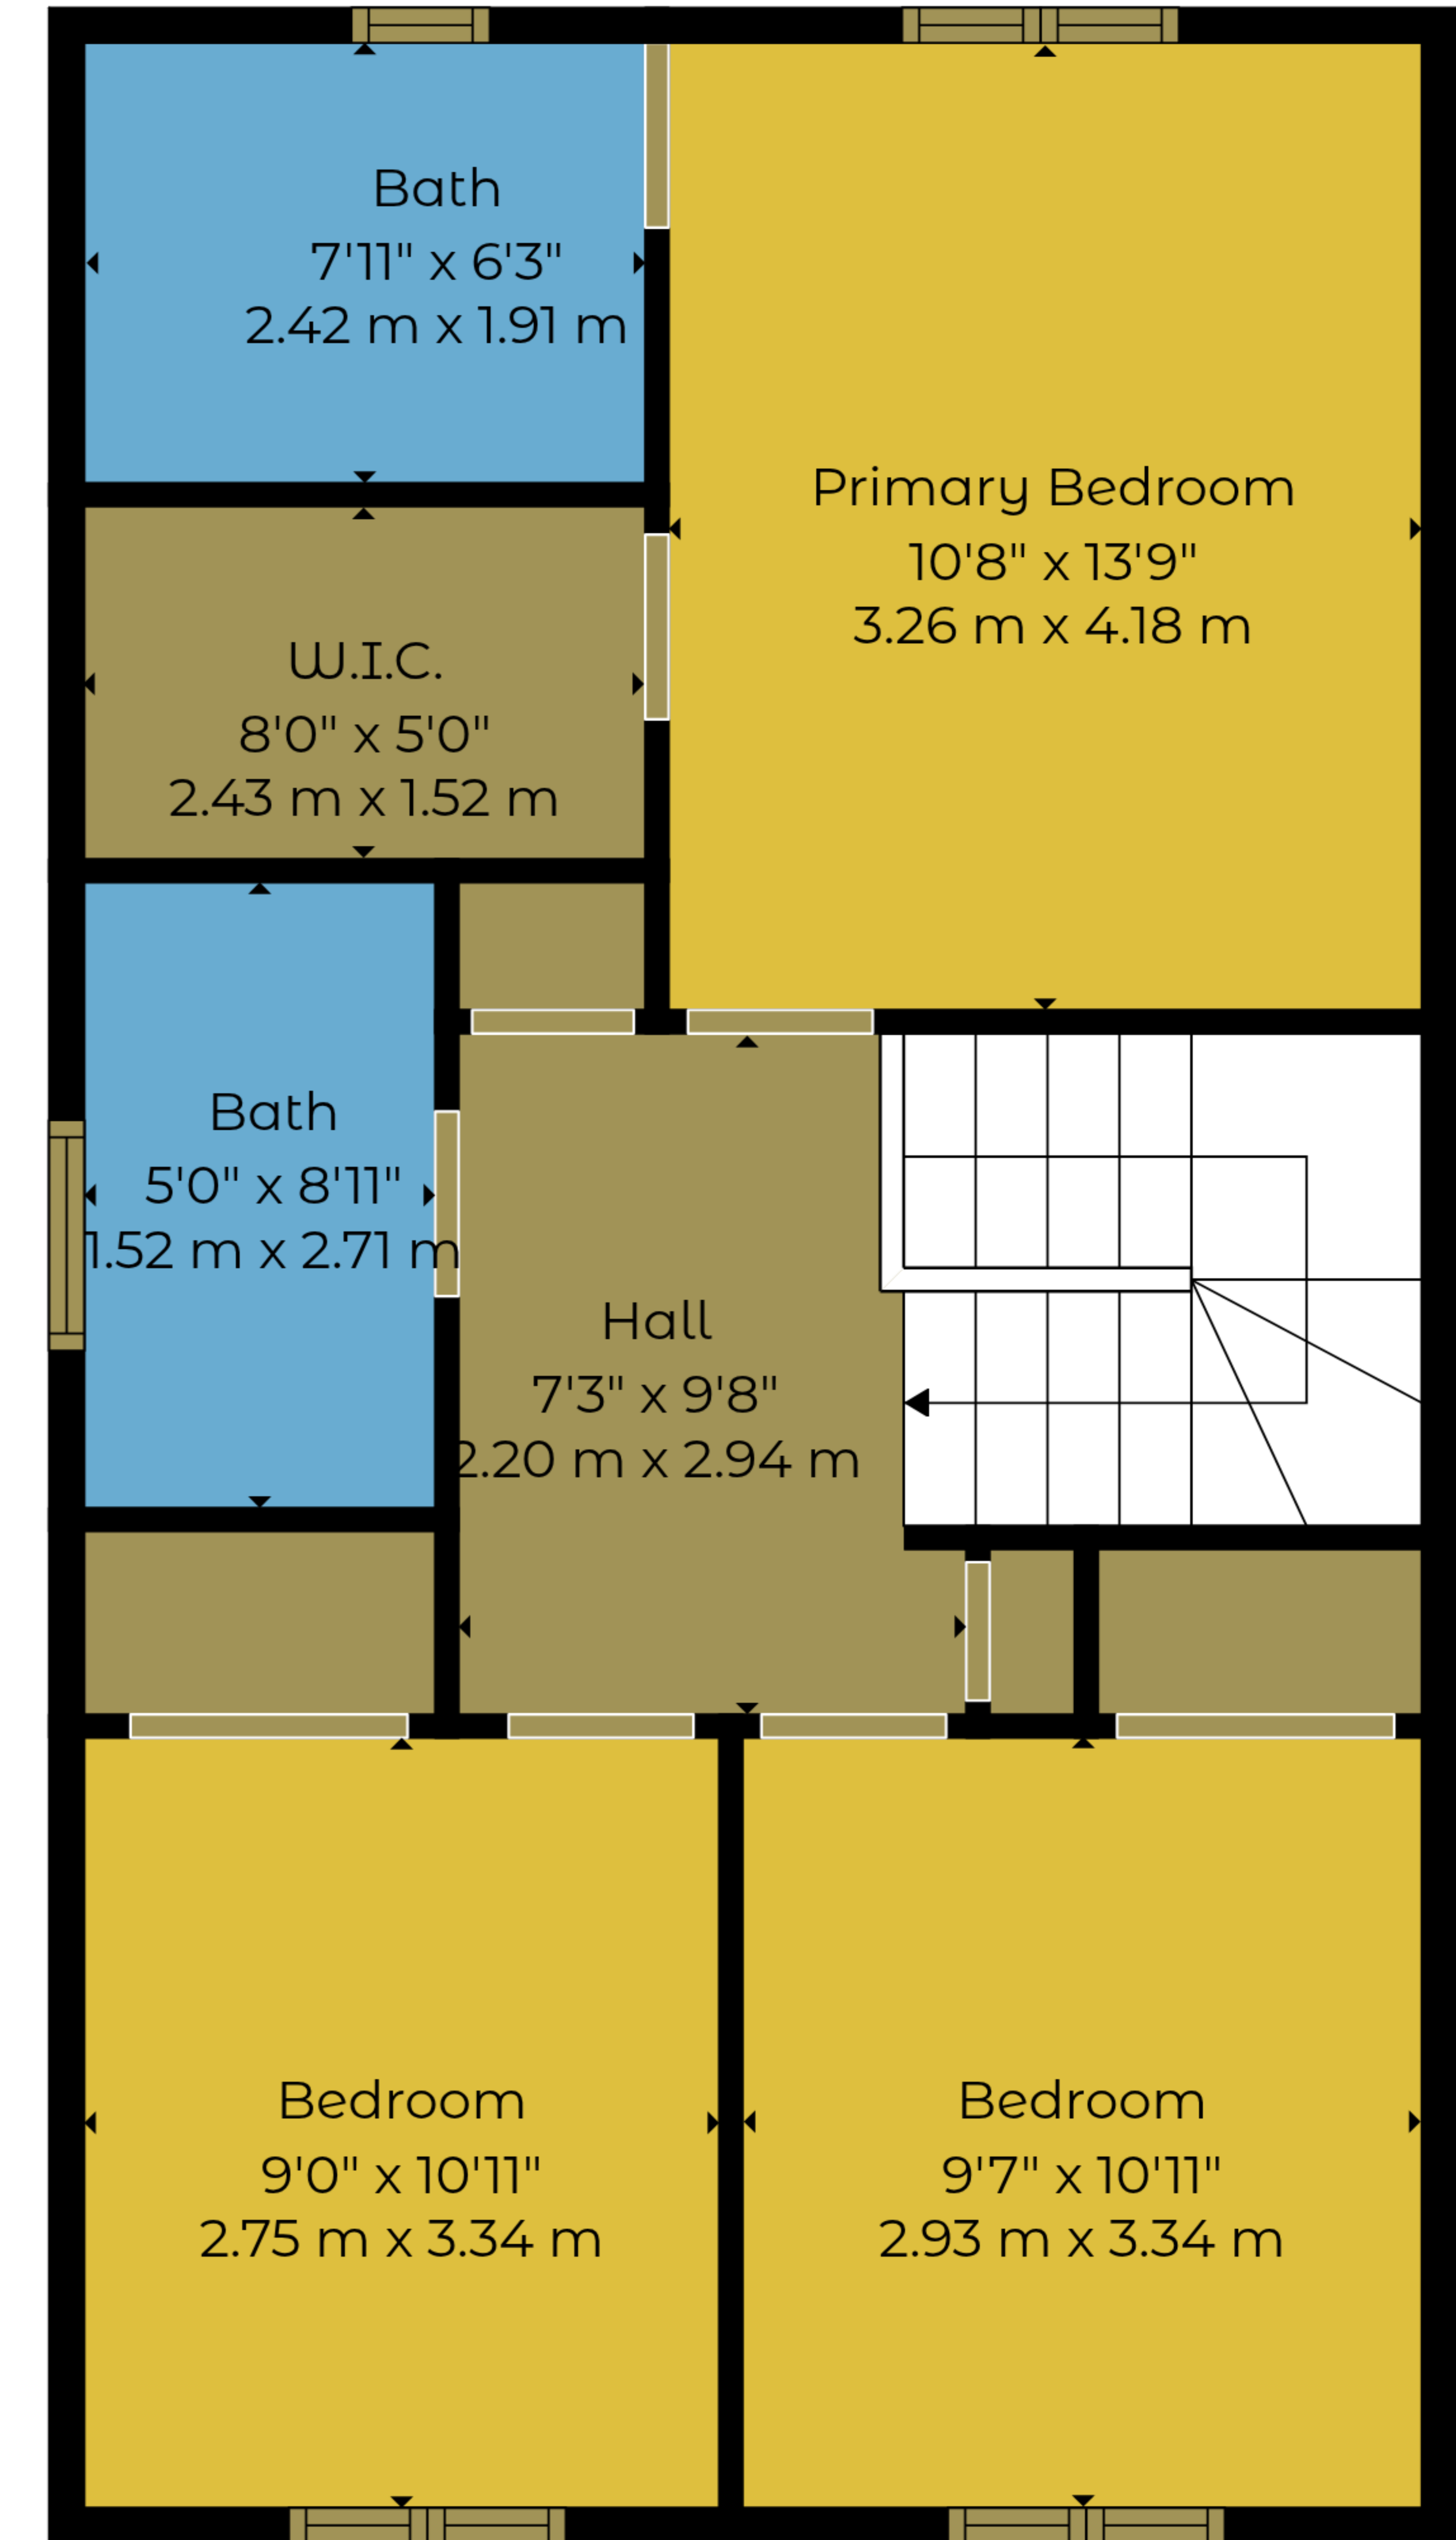 Bath
7'11" x 6'3"
2.42 m x 1.91 m
Primary Bedroom
10'8" x 13'9"
3.26 m x 4.18 m
W.I.C.
8'0" x 5'0"
2.43 m x 1.52 m
Bath
5'0" x 8'11"
1.52 m x 2.71 m
Hall
7'3" x 9'8"
2.20 m x 2.94 m
Bedroom
9'0" x 10'11"
2.75 m x 3.34 m
Bedroom
9'7" x 10'11"
2.93 m x 3.34 m